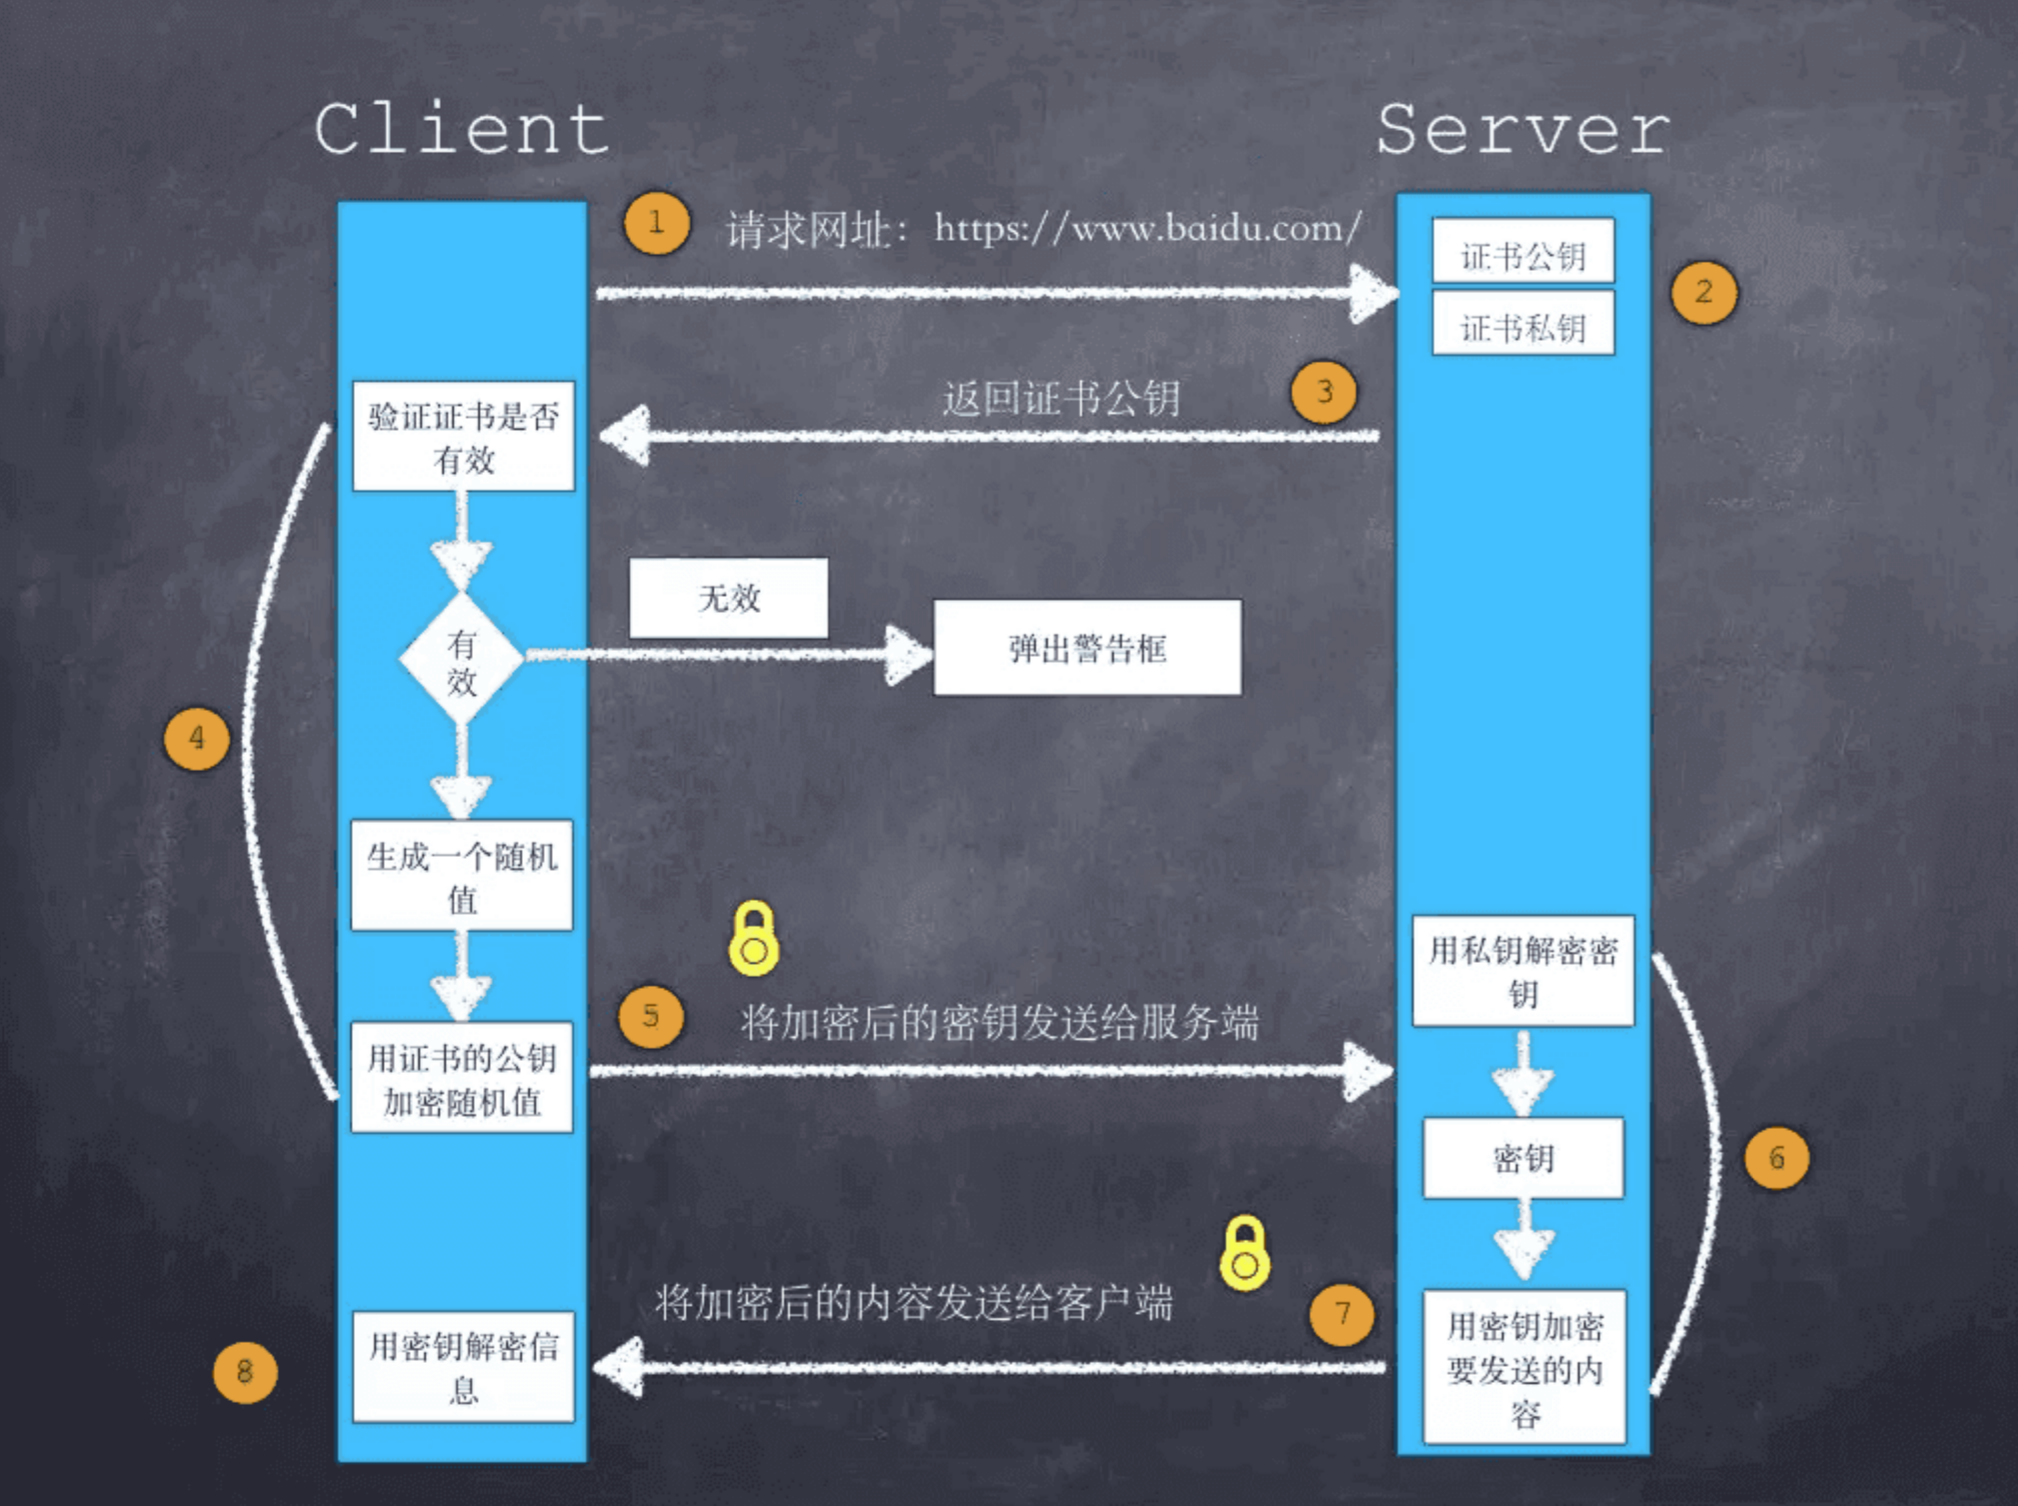 Client
Server
1
请求网址：https://www.baidu.com/
证书公钥
证书私钥
2
返回证书公钥
3
验证证书是否
有效
有
效
无效
弹出警告框
4
生成一个随机
值
用证书的公钥
加密随机值
5
将加密后的密钥发送给服务端
用私钥解密密
钥
密钥
用密钥加密
要发送的内
容
6
7
将加密后的内容发送给客户端
用密钥解密信
息
8